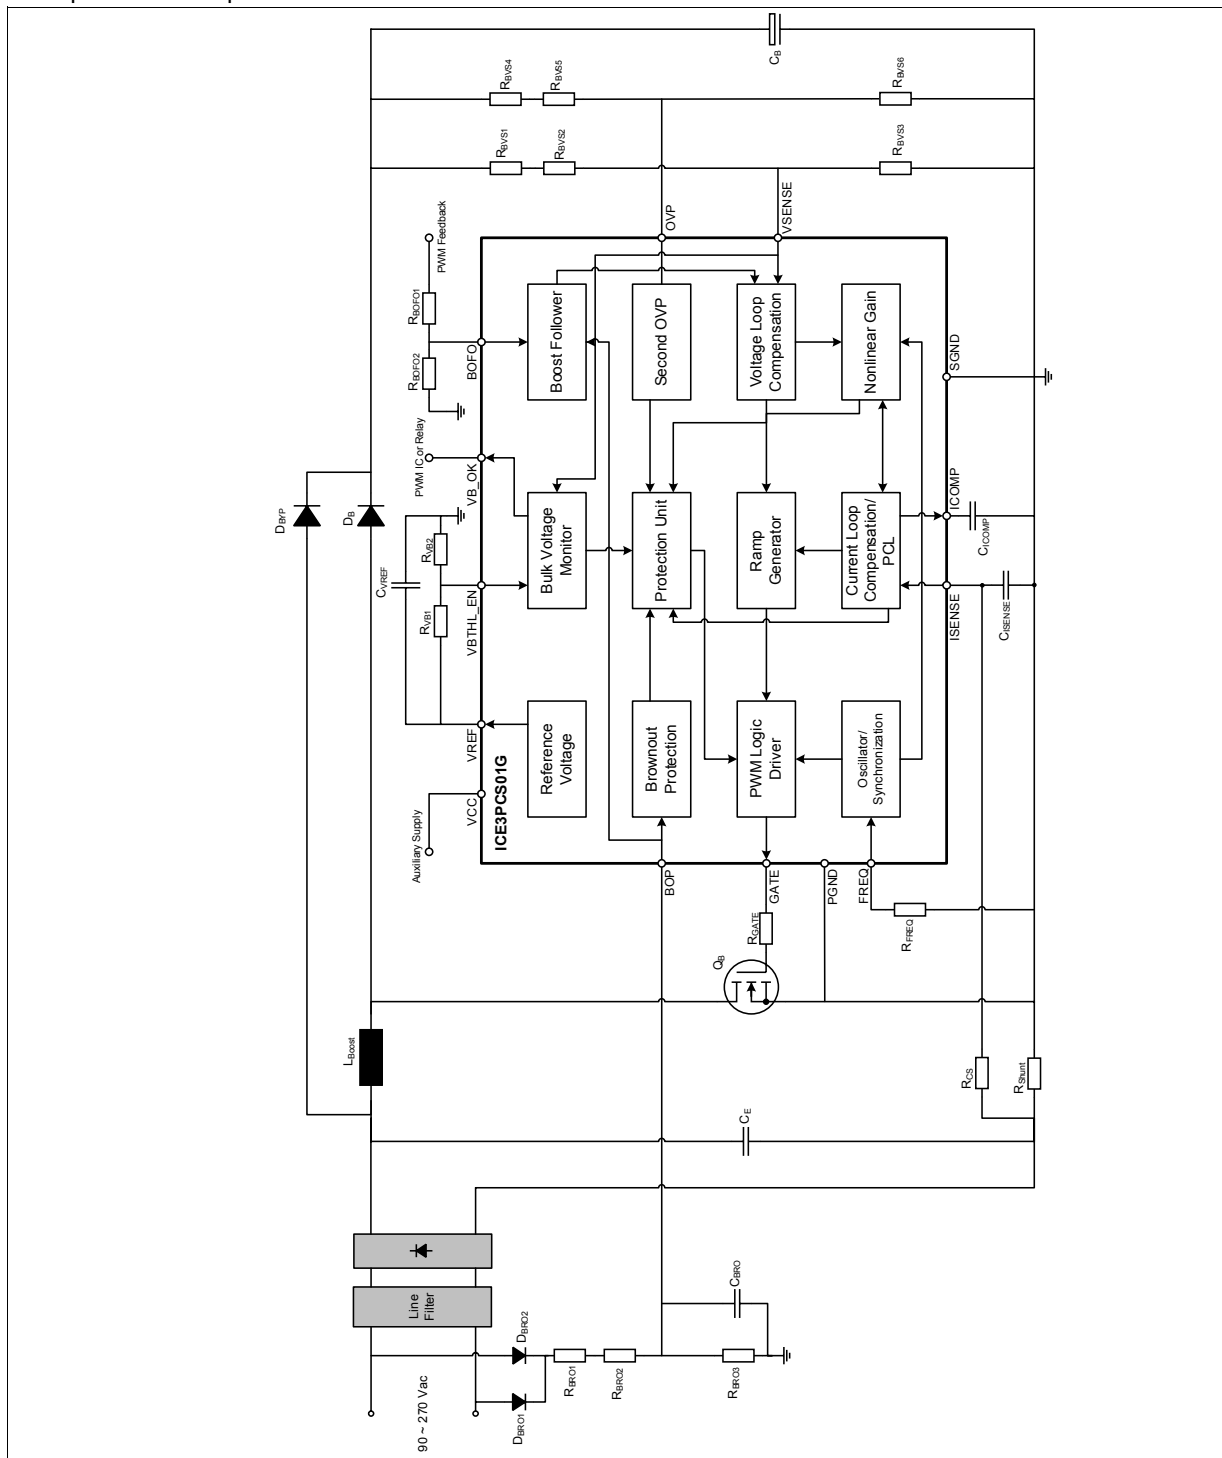 C_B
R_BVS4
R_BVS5
R_BVS6
R_BVS1
R_BVS2
R_BVS3
PWM Feedback
OVP
VSENSE
R_BOFO1
R_BOFO2
BOFO
Boost Follower
Second OVP
Voltage Loop
Compensation
Nonlinear Gain
SGND
PWM IC or Relay
VB_OK
D_BYP
D_B
C_VREF
R_VB2
R_VB1
VBTHL_EN
Bulk Voltage
Monitor
Protection Unit
Ramp
Generator
Current Loop
Compensation/
PCL
ICOMP
C_ICOMP
ISENSE
C_ISENSE
VREF
Reference
Voltage
Brownout
Protection
PWM Logic
Driver
Oscillator/
Synchronization
VCC
Auxiliary Supply
ICE3PCS01G
BOP
GATE
PGND
FREQ
R_GATE
R_FREQ
Q_B
L_Boost
R_CS
R_Shunt
C_E
Line
Filter
C_BRO
D_BRO2
R_BRO1
R_BRO2
R_BRO3
D_BRO1
90 ~ 270 Vac